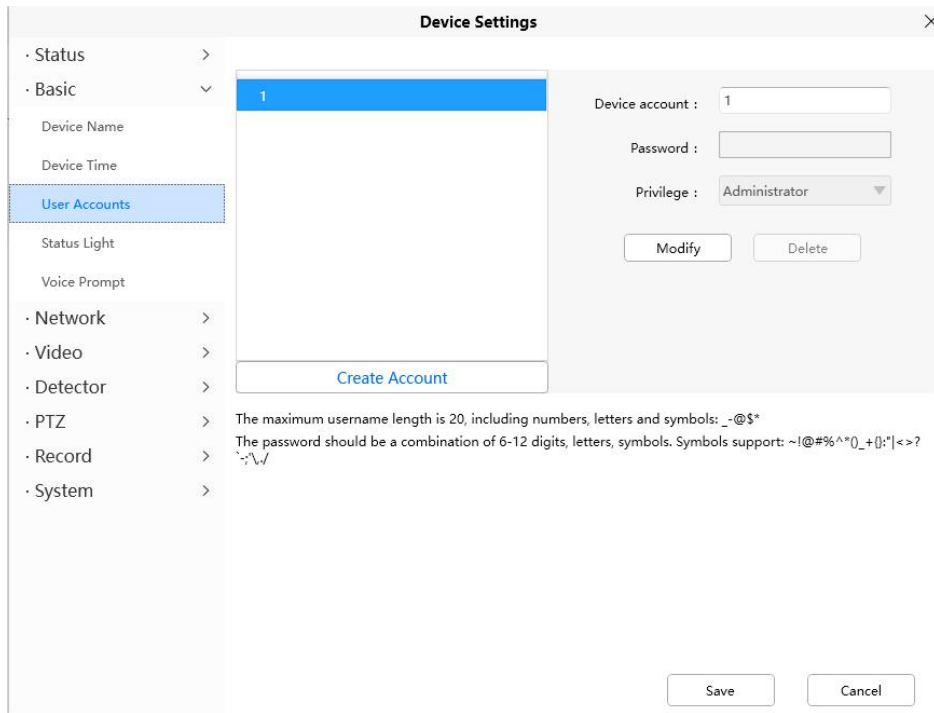 Device Settings
· Status
· Basic
Device Name
Device Time
User Accounts
Status Light
Voice Prompt
· Network
· Video
· Detector
· PTZ
· Record
· System
1
Create Account
Device account :
1
Password :
Privilege :
Administrator
Modify
Delete
The maximum username length is 20, including numbers, letters and symbols: _-@$*
The password should be a combination of 6-12 digits, letters, symbols. Symbols support: ~!@#%^*()_+{}:"|<>?
`-;'\,./
Save
Cancel